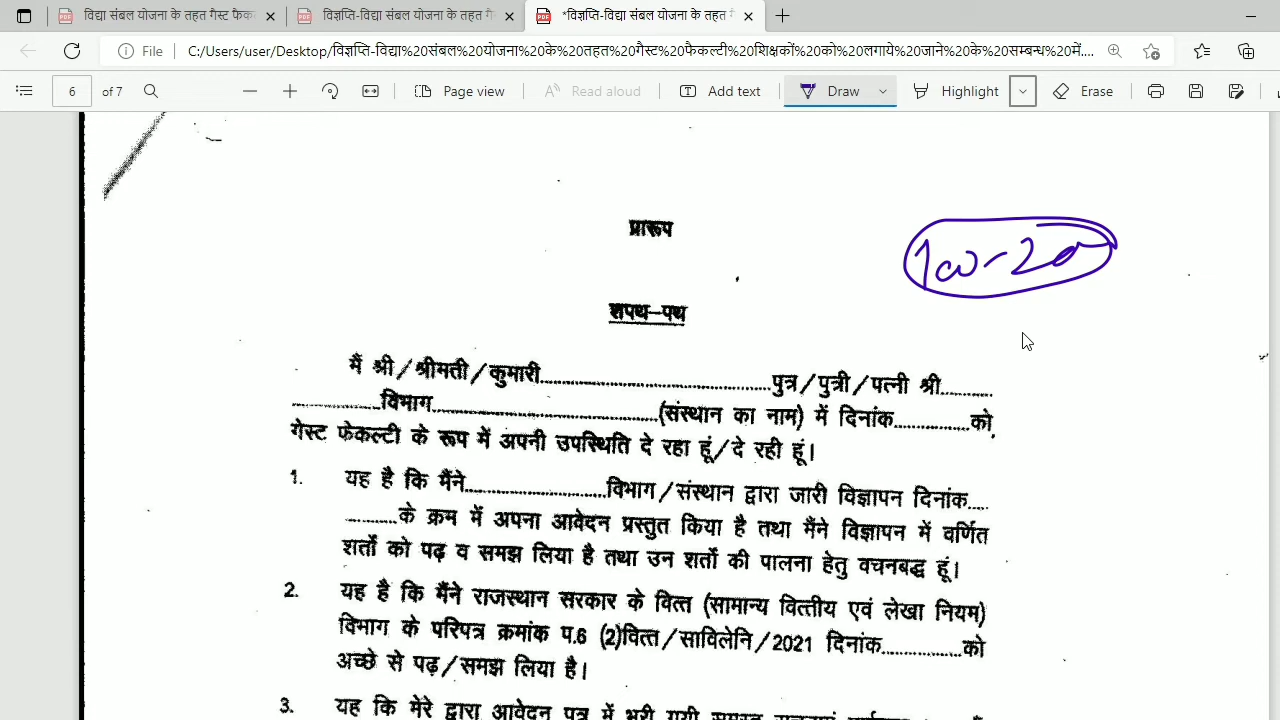 विद्या संबल योजना के तहत गेस्ट फैक
विज्ञप्ति-विद्या संबल योजना के तहत गै
*विज्ञप्ति-विद्या संबल योजना के तहत
File
C:/Users/user/Desktop/विज्ञप्ति-विद्या%20संबल%20योजना%20के%20तहत%20गैस्ट%20फैकल्टी%20शिक्षकों%20को%20लगाये%20जाने%20के%20सम्बन्ध%20में....
6 of 7
Page view
Read aloud
Add text
Draw
Highlight
Erase
प्रारूप
100-200
शपथ–पथ
मैं श्री/श्रीमती/कुमारी..............................................पुत्र/पुत्री/पत्नी श्री..........
.................विभाग.............................................(संस्थान का नाम) में दिनांक...............को,
गेस्ट फेकल्टी के रूप में अपनी उपस्थिति दे रहा हूं/दे रही हूं।
1. यह है कि मैंने............................विभाग/संस्थान द्वारा जारी विज्ञापन दिनांक....
..........के क्रम में अपना आवेदन प्रस्तुत किया है तथा मैंने विज्ञापन में वर्णित
शर्तों को पढ़ व समझ लिया है तथा उन शर्तों की पालना हेतु वचनबद्ध हूं।
2. यह है कि मैंने राजस्थान सरकार के वित्त (सामान्य वित्तीय एवं लेखा नियम)
विभाग के परिपत्र क्रमांक प.6 (2)वित्त/साविलेनि/2021 दिनांक................को
अच्छे से पढ़/समझ लिया है।
3. यह कि मेरे द्वारा आवेदन पत्र में भरी गयी समस्त